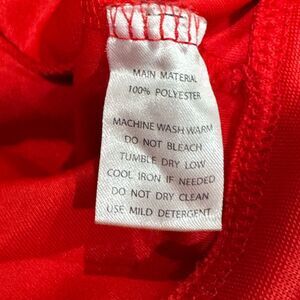 MAIN MATERIAL
100% POLYESTER
MACHINE WASH WARM
DO NOT BLEACH
TUMBLE DRY LOW
COOL IRON IF NEEDED
DO NOT DRY CLEAN
USE MILD DETERGENT